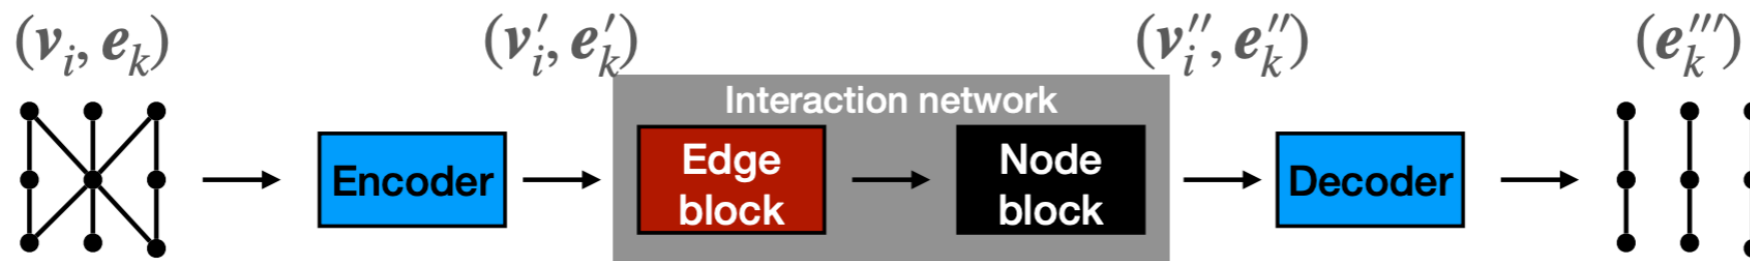 (v_i, e_k) (v′_i, e′_k) (v″_i, e″_k) (e‴_k)
Interaction network
Encoder
Edge
block
Node
block
Decoder